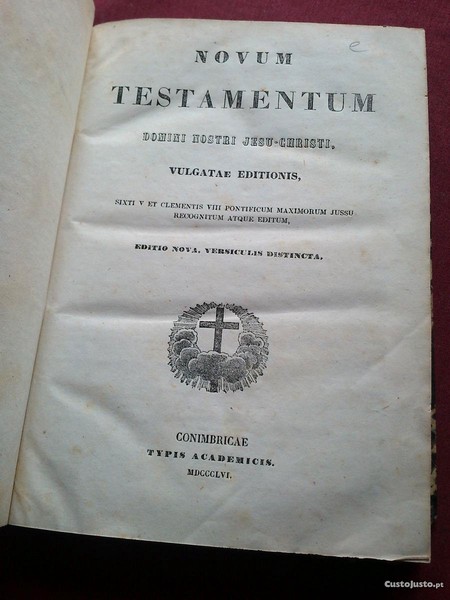 e
NOVUM
TESTAMENTUM
DOMINI NOSTRI JESU-CHRISTI,
VULGATAE EDITIONIS,
SIXTI V ET CLEMENTIS VIII PONTIFICUM MAXIMORUM JUSSU
RECOGNITUM ATQUE EDITUM,
EDITIO NOVA, VERSICULIS DISTINCTA.
CONIMBRICAE
TYPIS ACADEMICIS.
MDCCCLVI.
CustoJusto.pt